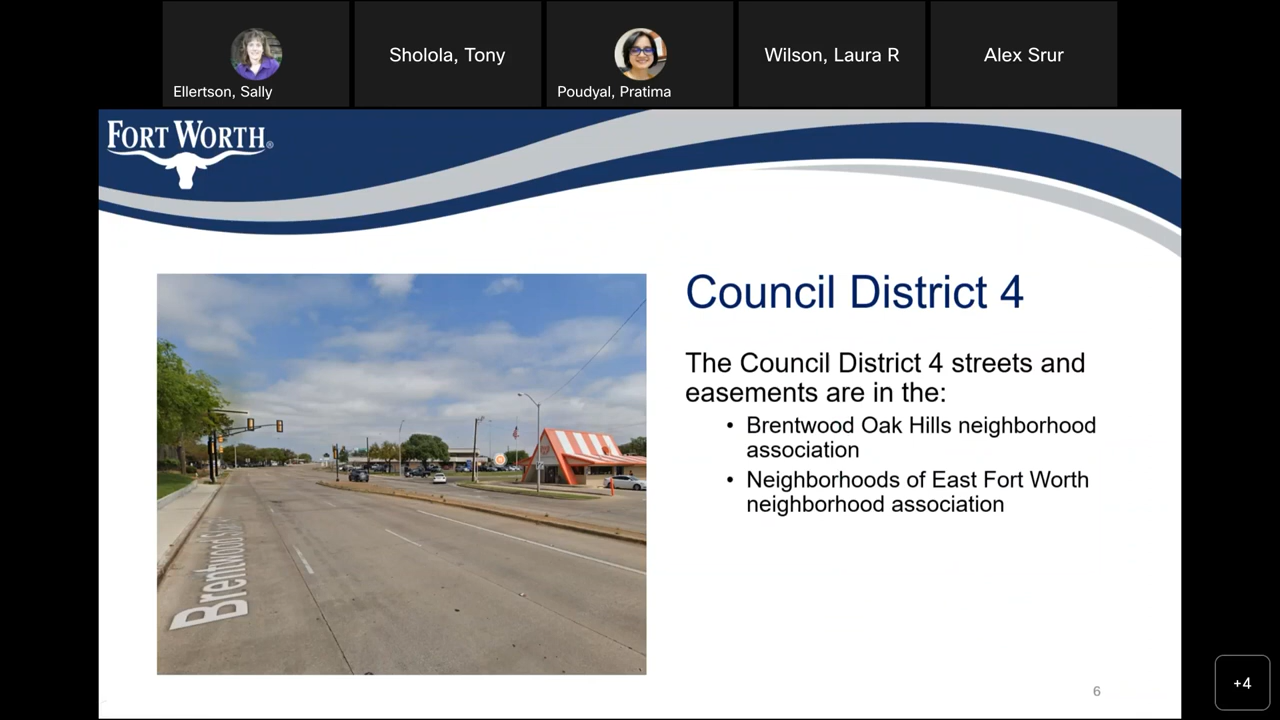 Ellertson, Sally
Sholola, Tony
Poudyal, Pratima
Wilson, Laura R
Alex Srur
FORT WORTH®
Council District 4
The Council District 4 streets and
easements are in the:
• Brentwood Oak Hills neighborhood
association
• Neighborhoods of East Fort Worth
neighborhood association
6
+4